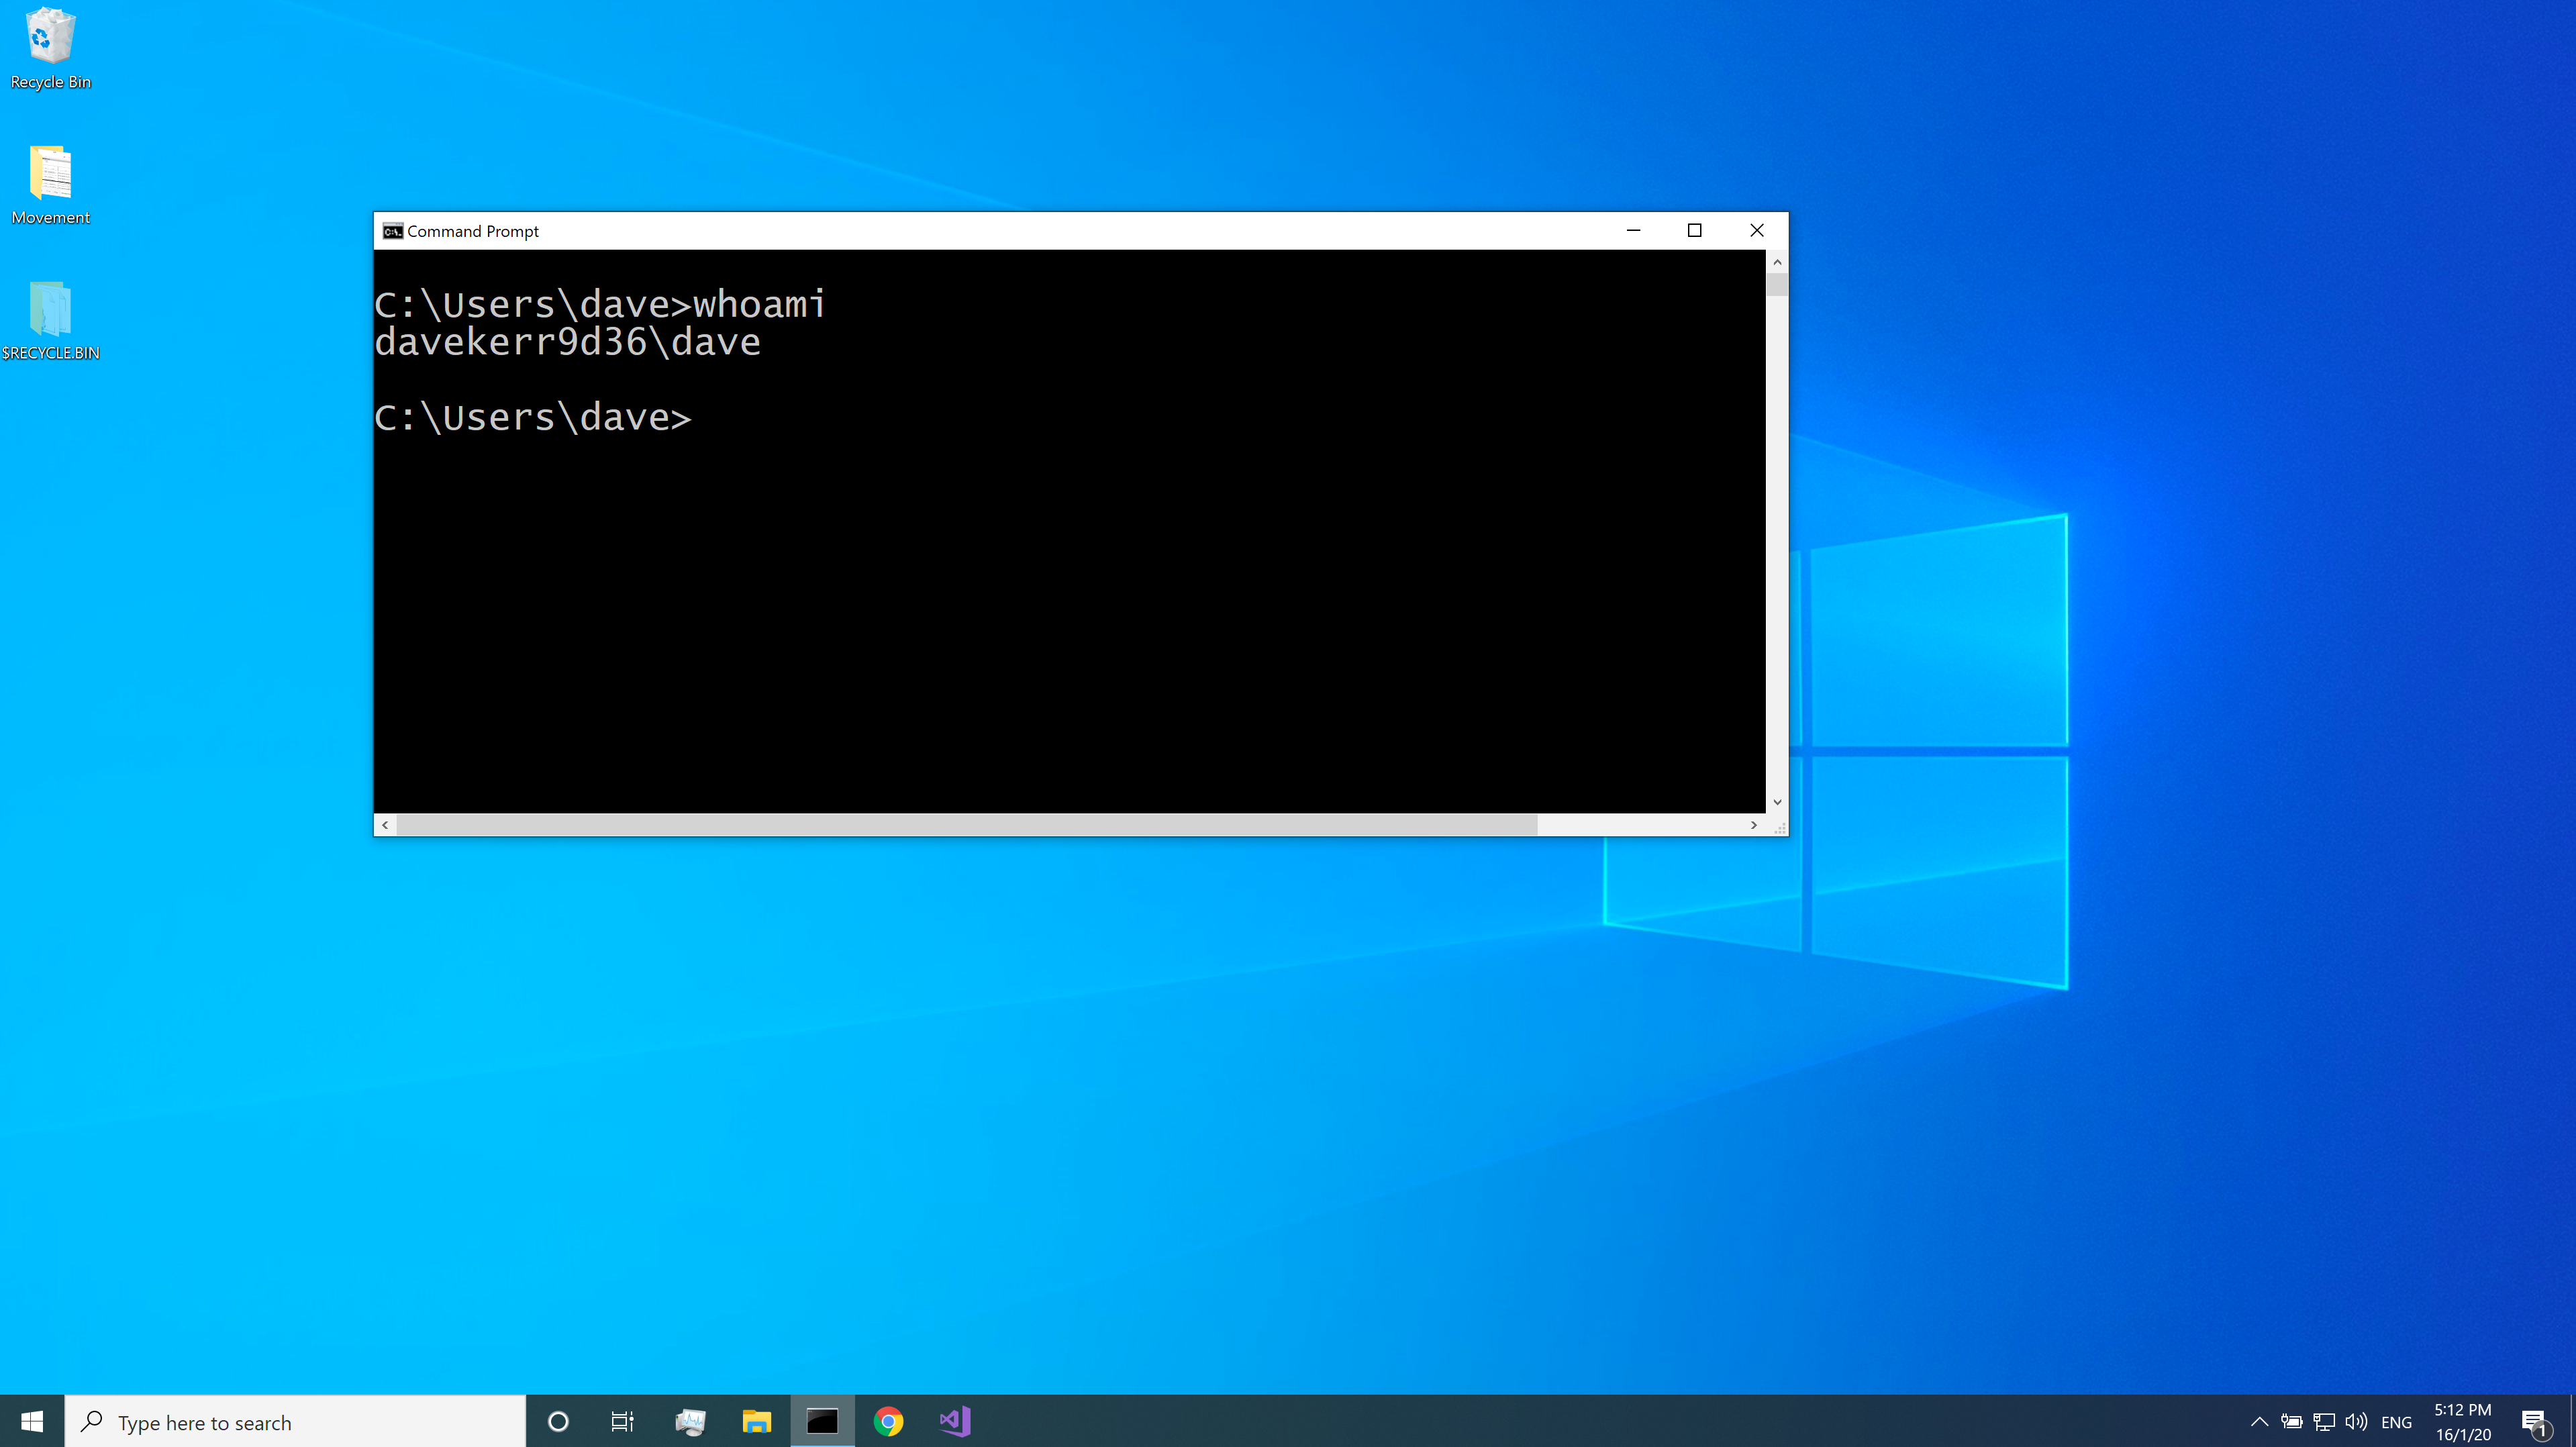 Recycle Bin
Movement
$RECYCLE.BIN
Command Prompt
C:\Users\dave>whoami
davekerr9d36\dave
C:\Users\dave>
Type here to search
ENG
5:12 PM
16/1/20
1